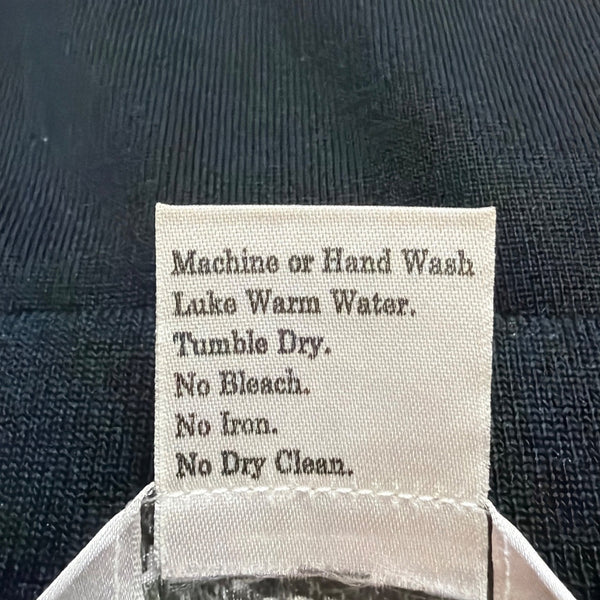 Machine or Hand Wash
Luke Warm Water.
Tumble Dry.
No Bleach.
No Iron.
No Dry Clean.